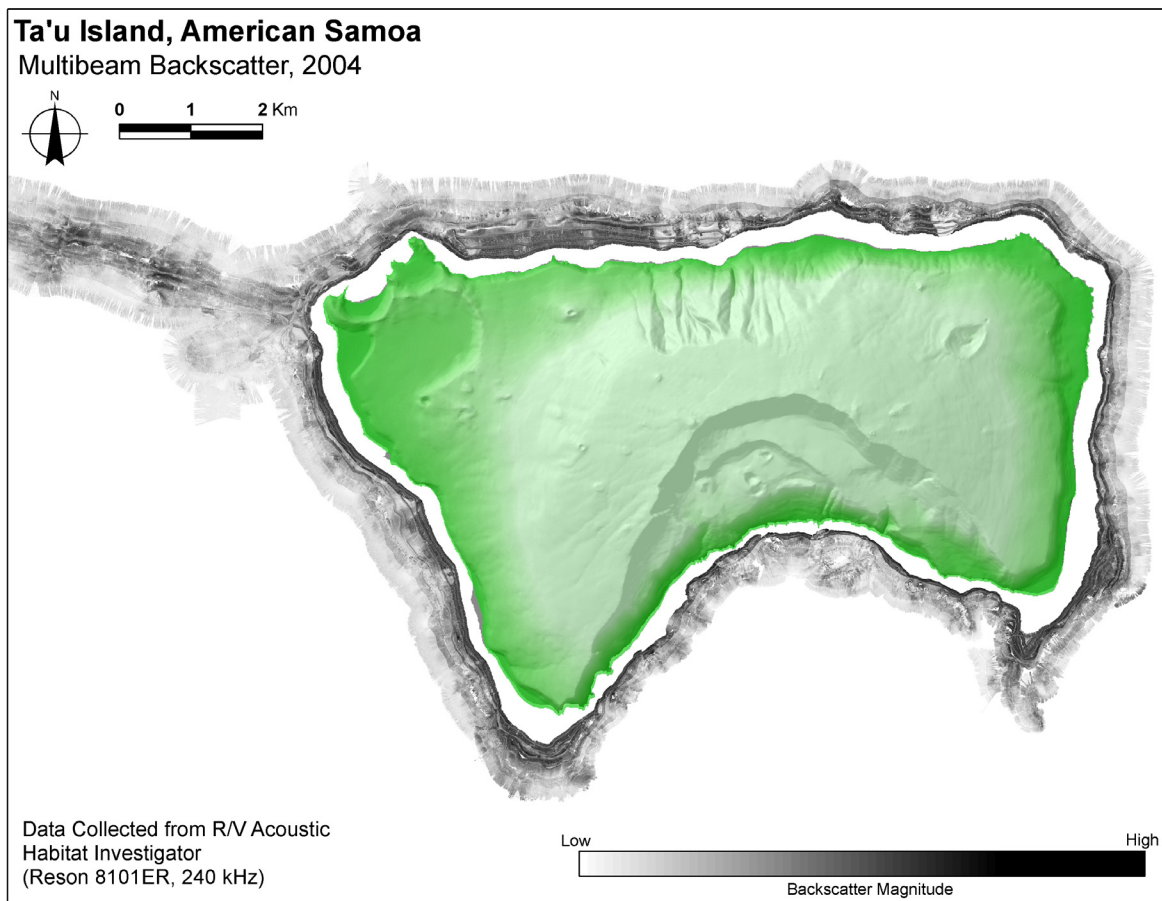 Ta'u Island, American Samoa
Multibeam Backscatter, 2004
N
0 1 2 Km
Data Collected from R/V Acoustic
Habitat Investigator
(Reson 8101ER, 240 kHz)
Low High
Backscatter Magnitude